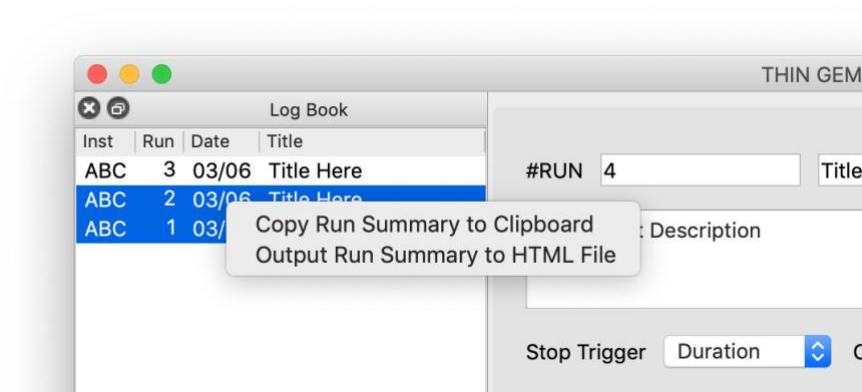 THIN GEM
Log Book
Inst Run Date Title
ABC 3 03/06 Title Here
ABC 2 03/06 Title Here
ABC 1 03/
Copy Run Summary to Clipboard
Output Run Summary to HTML File
#RUN 4 Title
Description
Stop Trigger Duration